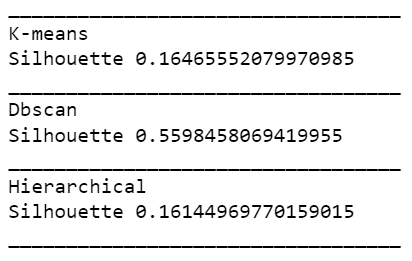 K-means
Silhouette 0.16465552079970985
Dbscan
Silhouette 0.5598458069419955
Hierarchical
Silhouette 0.16144969770159015